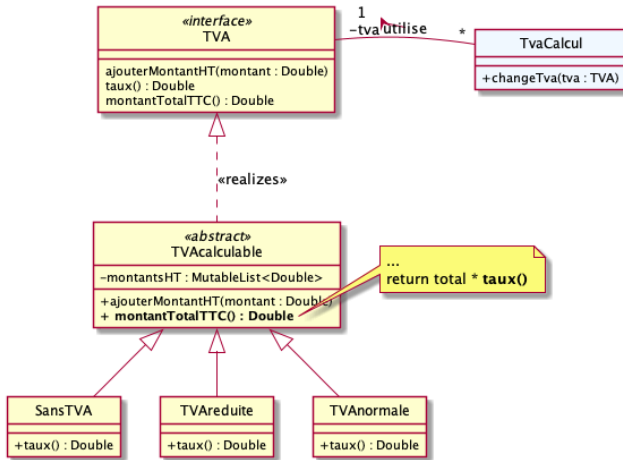 «interface»
TVA
ajouterMontantHT(montant : Double)
taux() : Double
montantTotalTTC() : Double
1
-tva
utilise
*
TvaCalcul
+changeTva(tva : TVA)
«realizes»
«abstract»
TVAcalculable
-montantsHT : MutableList<Double>
+ajouterMontantHT(montant : Double)
+ montantTotalTTC() : Double
...
return total * taux()
SansTVA
+taux() : Double
TVAreduite
+taux() : Double
TVAnormale
+taux() : Double